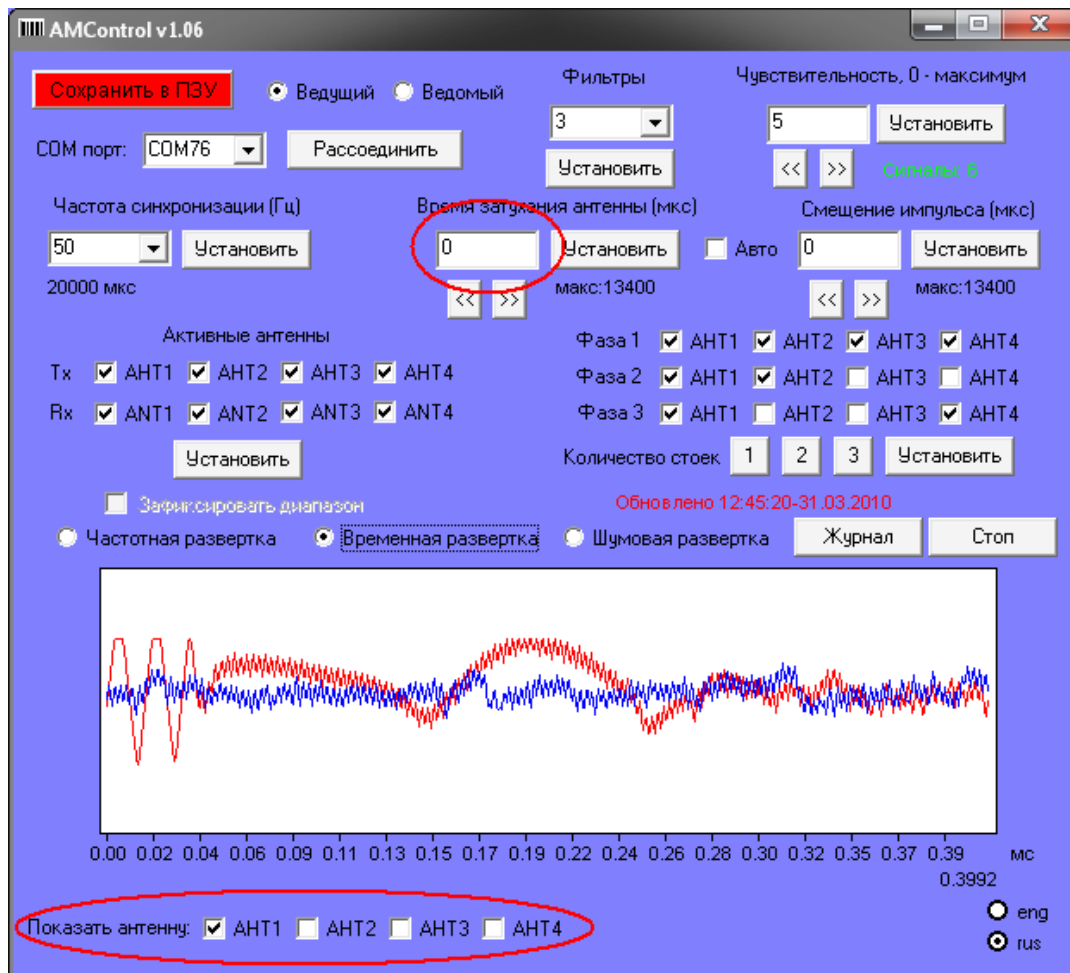 AMControl v1.06
Сохранить в ПЗУ Ведущий Ведомый Фильтры Чувствительность, 0 - максимум
3 5 Установить
COM порт: COM76 Рассоединить Установить << >> Сигналы: 6
Частота синхронизации (Гц) Время затухания антенны (мкс) Смещение импульса (мкс)
50 Установить 0 Установить Авто 0 Установить
20000 мкс << >> макс:13400 << >> макс:13400
Активные антенны Фаза 1 АНТ1 АНТ2 АНТ3 АНТ4
Tx АНТ1 АНТ2 АНТ3 АНТ4 Фаза 2 АНТ1 АНТ2 АНТ3 АНТ4
Rx ANT1 ANT2 ANT3 ANT4 Фаза 3 АНТ1 АНТ2 АНТ3 АНТ4
Установить Количество стоек 1 2 3 Установить
Зафиксировать диапазон Обновлено 12:45:20-31.03.2010
Частотная развертка Временная развертка Шумовая развертка Журнал Стоп
0.00 0.02 0.04 0.06 0.09 0.11 0.13 0.15 0.17 0.19 0.22 0.24 0.26 0.28 0.30 0.32 0.35 0.37 0.39 мс
0.3992
Показать антенну: АНТ1 АНТ2 АНТ3 АНТ4 eng
rus